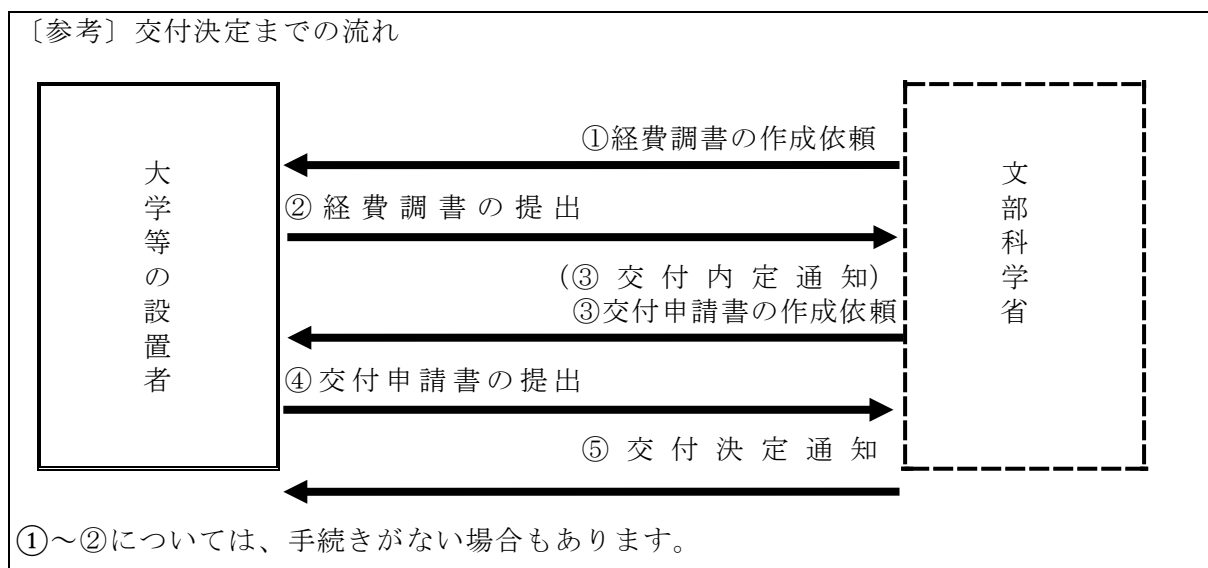 〔参考〕交付決定までの流れ
大学等の設置者
①経費調書の作成依頼
②経費調書の提出
(③交付内定通知)
③交付申請書の作成依頼
④交付申請書の提出
⑤交付決定通知
文部科学省
①～②については、手続きがない場合もあります。